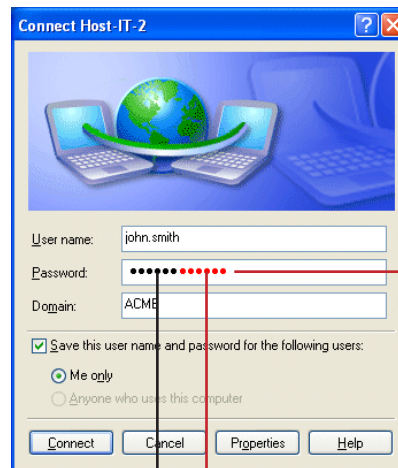 Connect Host-IT-2
User name: john.smith
Password: ••••••••••••
Domain: ACME
Save this user name and password for the following users:
Me only
Anyone who uses this computer
Connect Cancel Properties Help